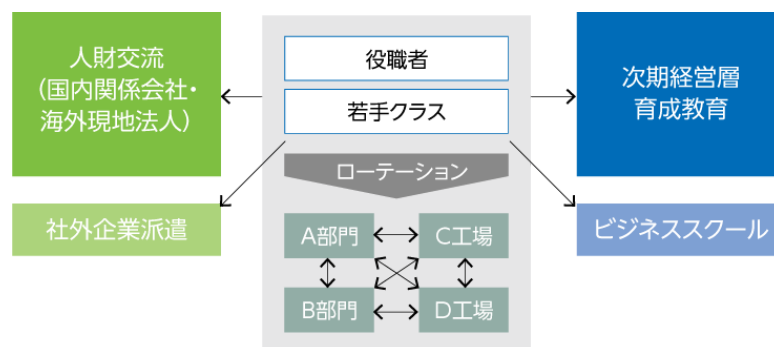 人財交流
(国内関係会社・
海外現地法人)
社外企業派遣
役職者
若手クラス
ローテーション
A部門
C工場
B部門
D工場
次期経営層
育成教育
ビジネススクール